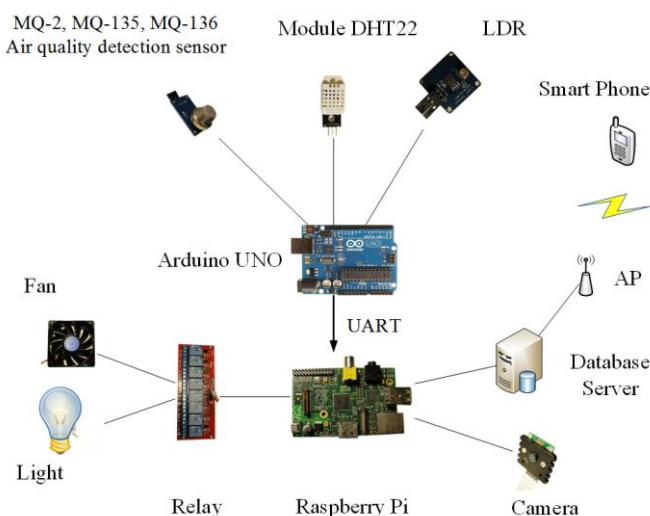 MQ-2, MQ-135, MQ-136
Air quality detection sensor
Module DHT22
LDR
Smart Phone
Arduino UNO
UNO
Fan
UART
AP
Database
Server
Light
Relay
Raspberry Pi
Camera